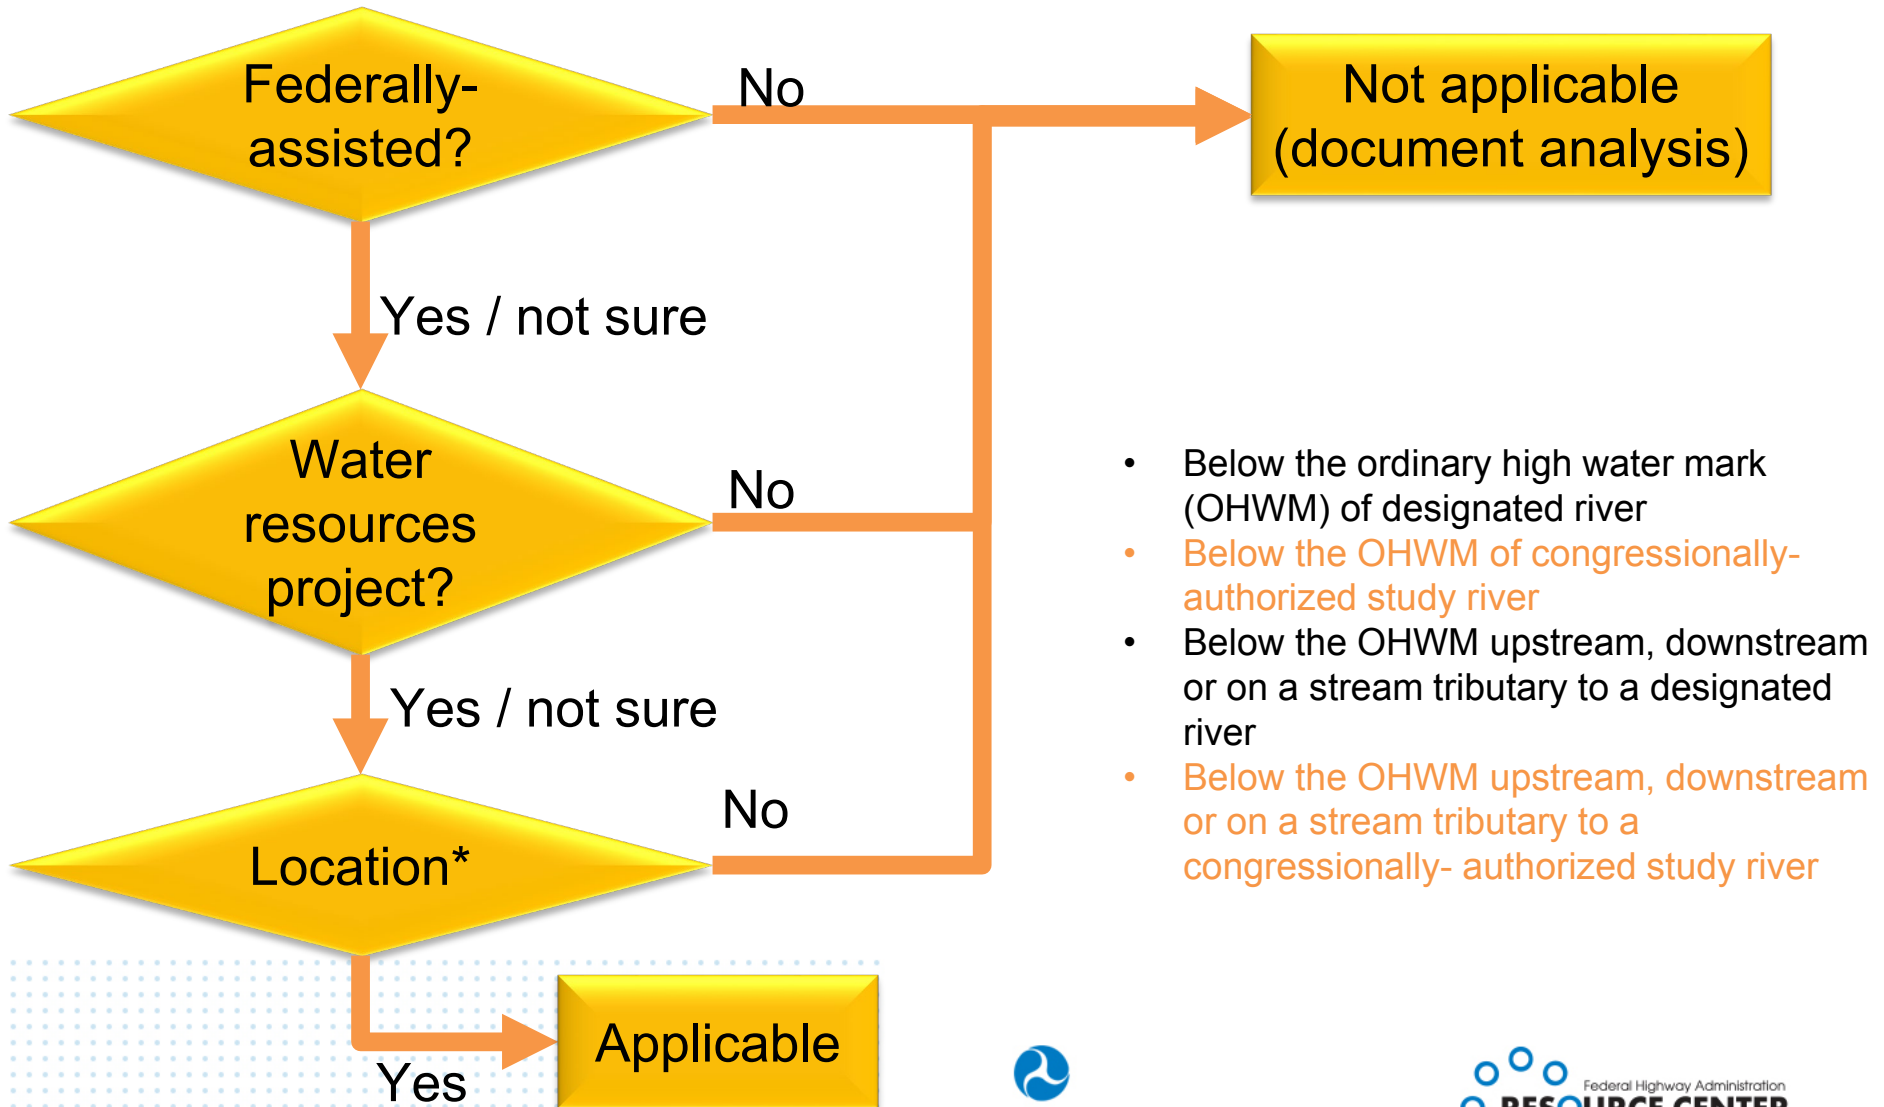 Federally-
assisted?
No
Not applicable
(document analysis)
Yes / not sure
Water
resources
project?
No
Yes / not sure
Location*
No
Yes
Applicable
• Below the ordinary high water mark
(OHWM) of designated river
• Below the OHWM of congressionally-
authorized study river
• Below the OHWM upstream, downstream
or on a stream tributary to a designated
river
• Below the OHWM upstream, downstream
or on a stream tributary to a
congressionally- authorized study river
Federal Highway Administration
RESOURCE CENTER